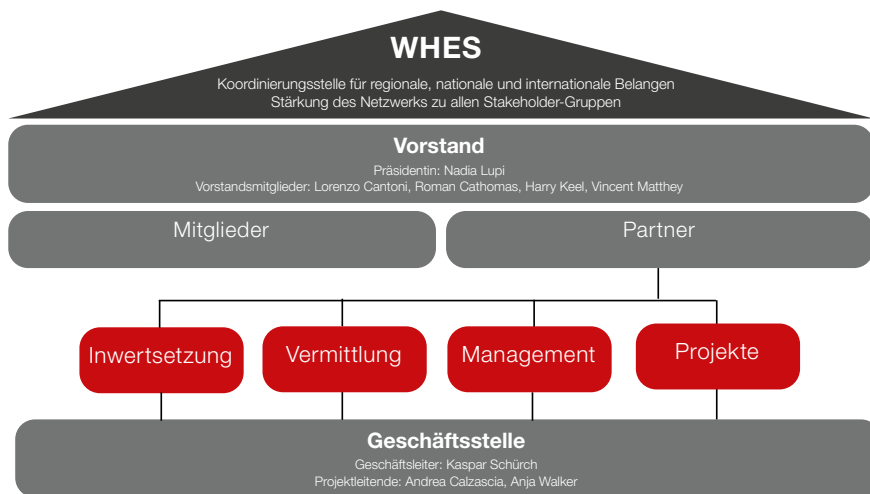 WHES
Koordinierungsstelle für regionale, nationale und internationale Belangen
Stärkung des Netzwerks zu allen Stakeholder-Gruppen
Vorstand
Präsidentin: Nadia Lupi
Vorstandsmitglieder: Lorenzo Cantoni, Roman Cathomas, Harry Keel, Vincent Matthey
Mitglieder
Partner
Inwertsetzung
Vermittlung
Management
Projekte
Geschäftsstelle
Geschäftsleiter: Kaspar Schürch
Projektleitende: Andrea Calzascia, Anja Walker